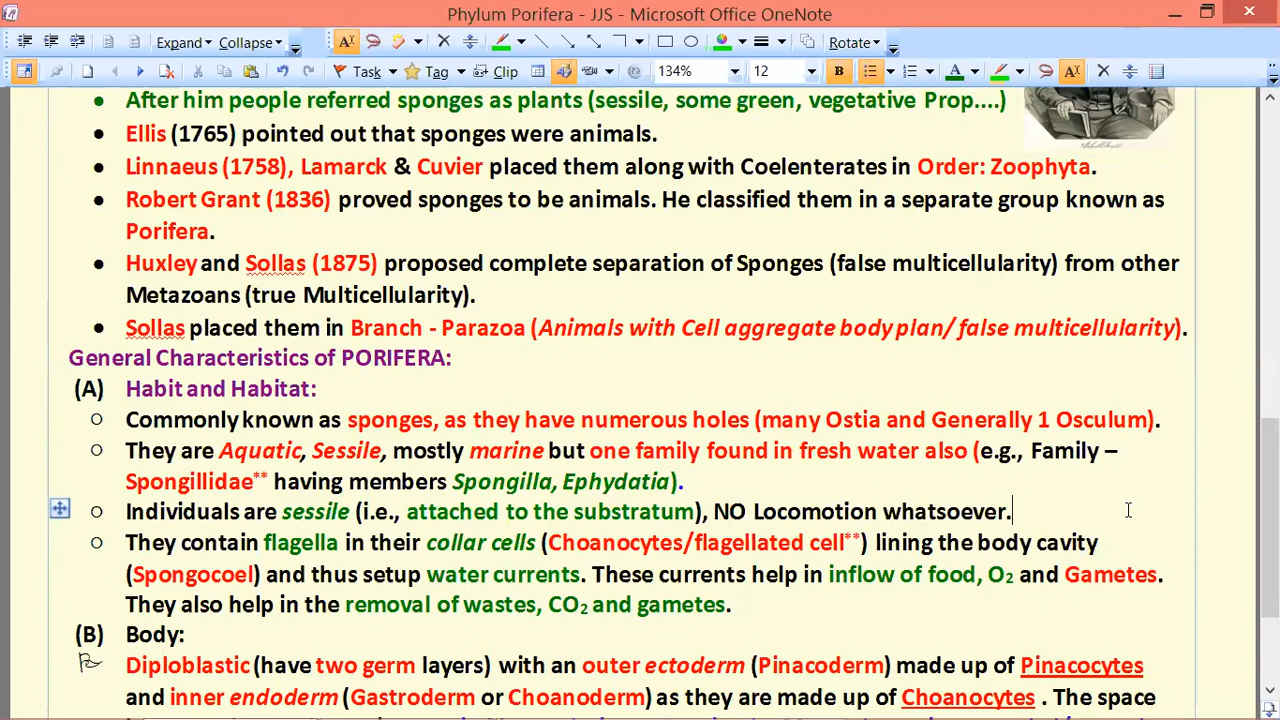 Phylum Porifera - JJS - Microsoft Office OneNote
Expand Collapse Rotate
Task Tag Clip 134% 12 B A
After him people referred sponges as plants (sessile, some green, vegetative Prop....)
Ellis (1765) pointed out that sponges were animals.
Linnaeus (1758), Lamarck & Cuvier placed them along with Coelenterates in Order: Zoophyta.
Robert Grant (1836) proved sponges to be animals. He classified them in a separate group known as
Porifera.
Huxley and Sollas (1875) proposed complete separation of Sponges (false multicellularity) from other
Metazoans (true Multicellularity).
Sollas placed them in Branch - Parazoa (Animals with Cell aggregate body plan/ false multicellularity).
General Characteristics of PORIFERA:
(A) Habit and Habitat:
Commonly known as sponges, as they have numerous holes (many Ostia and Generally 1 Osculum).
They are Aquatic, Sessile, mostly marine but one family found in fresh water also (e.g., Family –
Spongillidae** having members Spongilla, Ephydatia).
Individuals are sessile (i.e., attached to the substratum), NO Locomotion whatsoever.
They contain flagella in their collar cells (Choanocytes/flagellated cell**) lining the body cavity
(Spongocoel) and thus setup water currents. These currents help in inflow of food, O₂ and Gametes.
They also help in the removal of wastes, CO₂ and gametes.
(B) Body:
Diploblastic (have two germ layers) with an outer ectoderm (Pinacoderm) made up of Pinacocytes
and inner endoderm (Gastroderm or Choanoderm) as they are made up of Choanocytes . The space